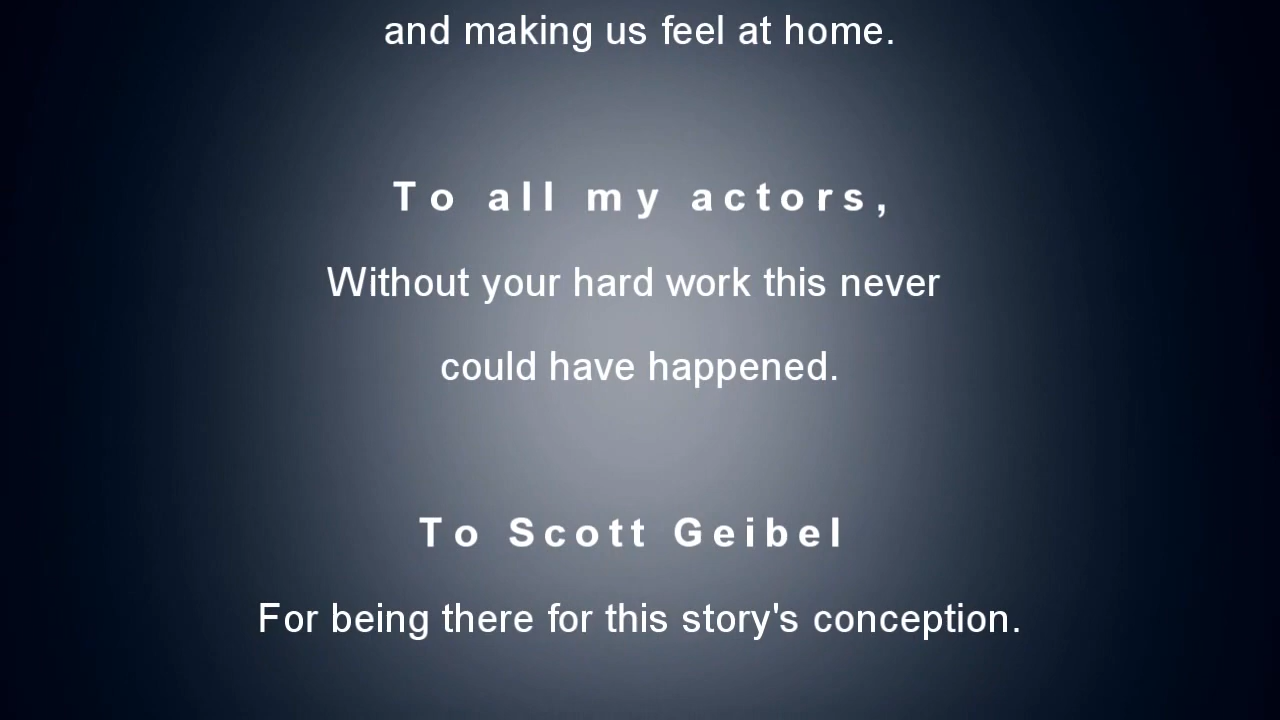 and making us feel at home.
To all my actors,
Without your hard work this never
could have happened.
To Scott Geibel
For being there for this story's conception.